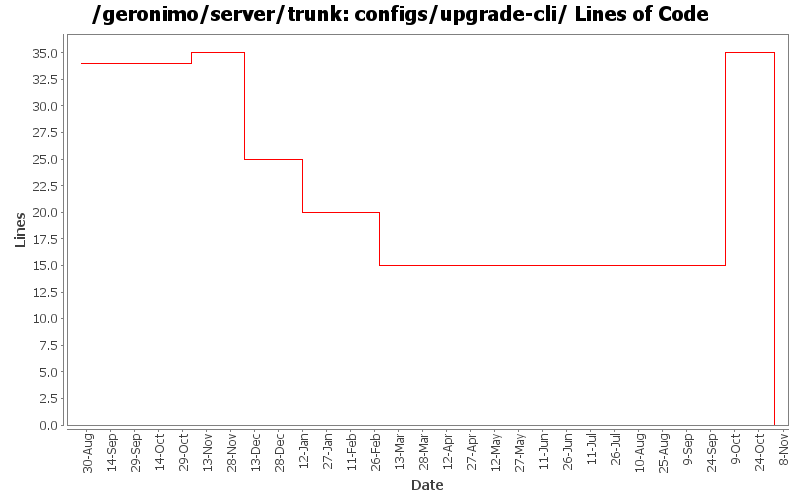 /geronimo/server/trunk: configs/upgrade-cli/ Lines of Code
Lines
35.0
32.5
30.0
27.5
25.0
22.5
20.0
17.5
15.0
12.5
10.0
7.5
5.0
2.5
0.0
30-Aug
14-Sep
29-Sep
14-Oct
29-Oct
13-Nov
28-Nov
13-Dec
28-Dec
12-Jan
27-Jan
11-Feb
26-Feb
13-Mar
28-Mar
12-Apr
27-Apr
12-May
27-May
11-Jun
26-Jun
11-Jul
26-Jul
10-Aug
25-Aug
9-Sep
24-Sep
9-Oct
24-Oct
8-Nov
Date